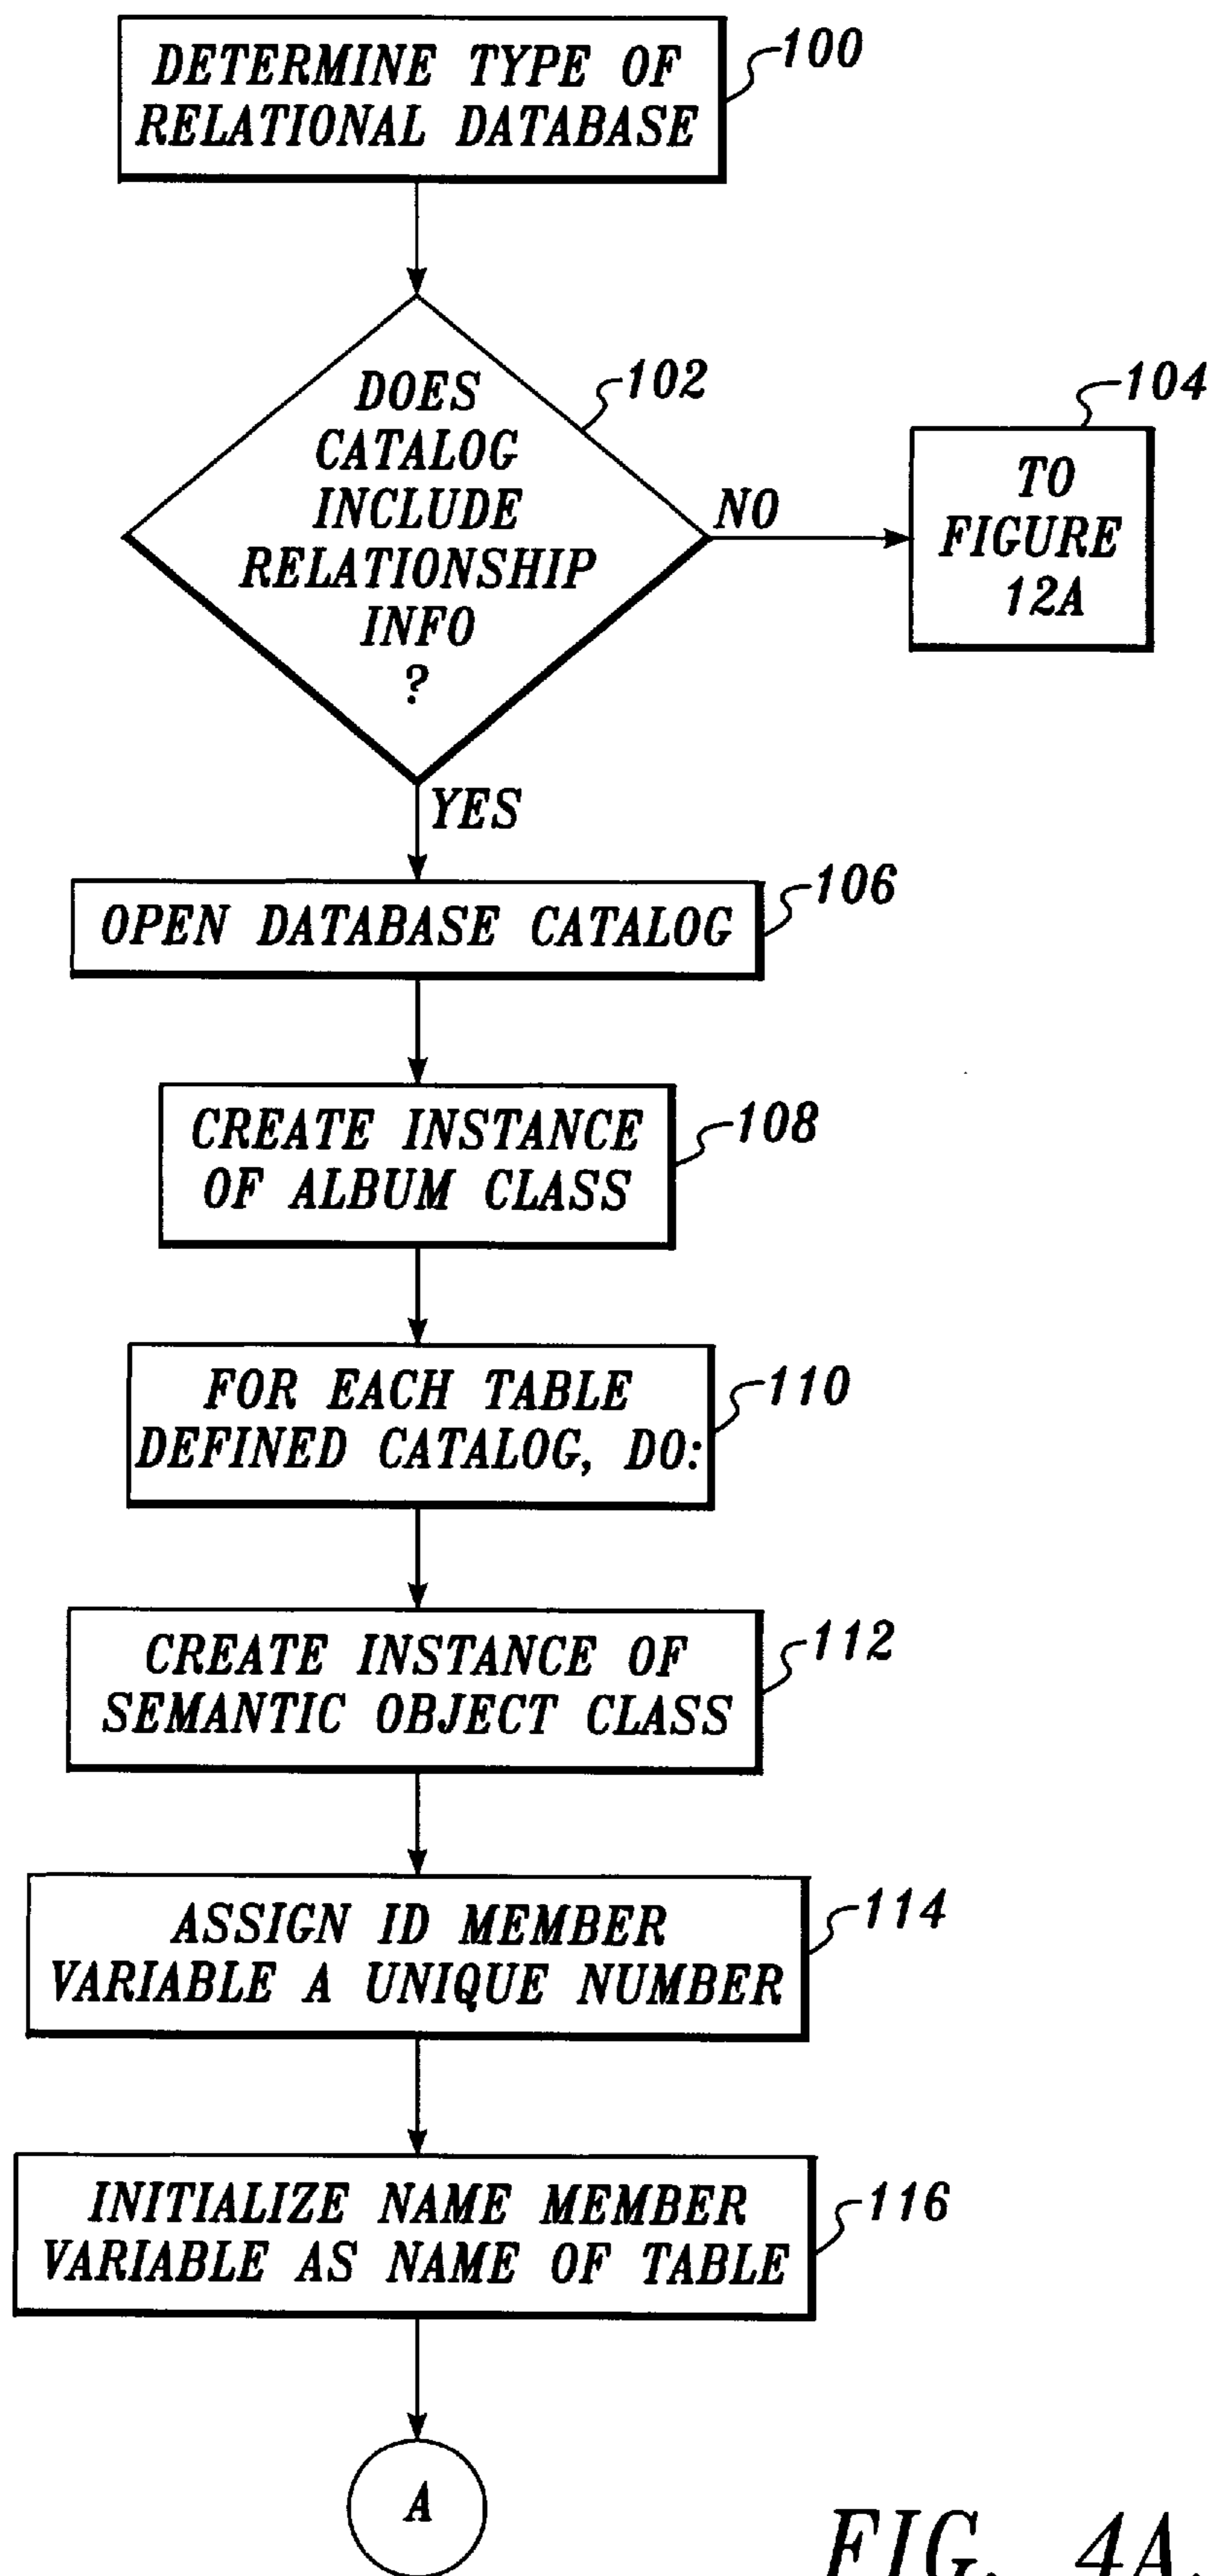 DETERMINE TYPE OF
RELATIONAL DATABASE
100
DOES
CATALOG
INCLUDE
RELATIONSHIP
INFO
?
102
NO
104
TO
FIGURE
12A
YES
OPEN DATABASE CATALOG
106
CREATE INSTANCE
OF ALBUM CLASS
108
FOR EACH TABLE
DEFINED CATALOG, DO:
110
CREATE INSTANCE OF
SEMANTIC OBJECT CLASS
112
ASSIGN ID MEMBER
VARIABLE A UNIQUE NUMBER
114
INITIALIZE NAME MEMBER
VARIABLE AS NAME OF TABLE
116
A
FIG. 4A.